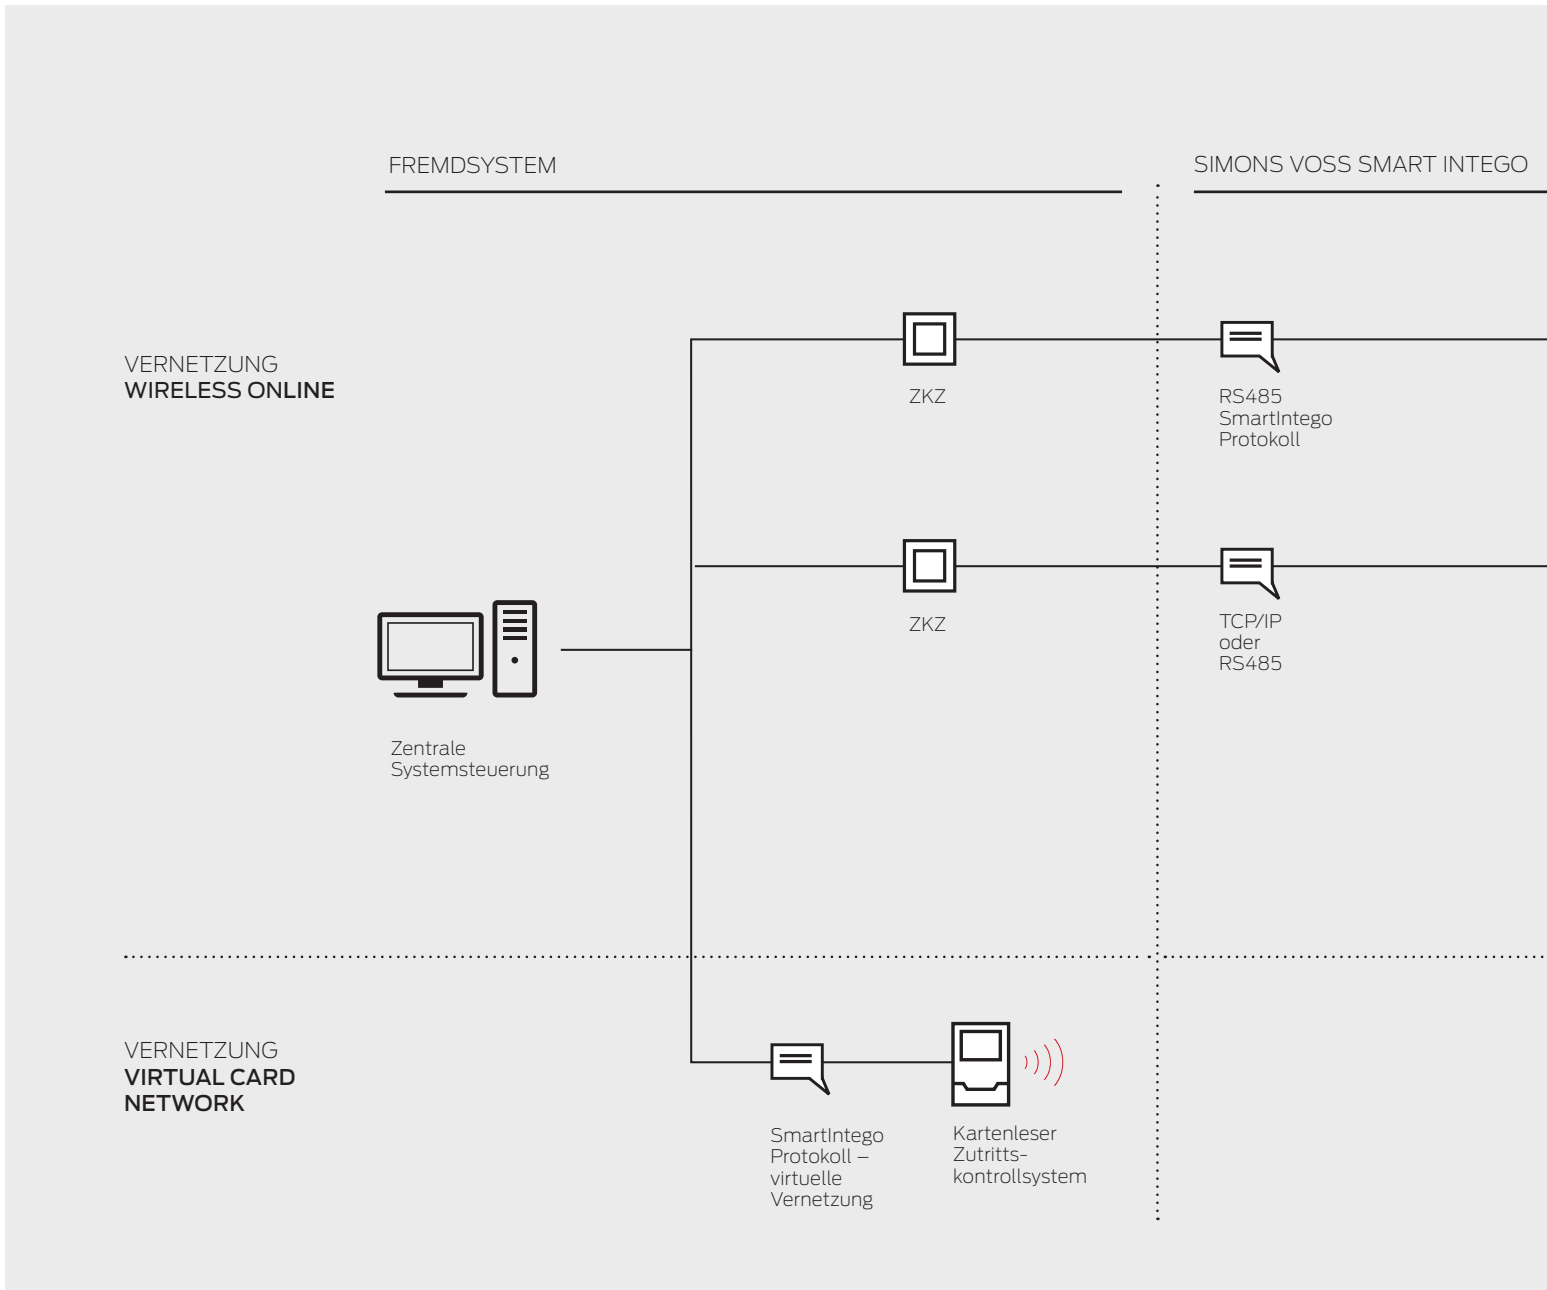 FREMDSYSTEM
SIMONS VOSS SMART INTEGO
VERNETZUNG
WIRELESS ONLINE
ZKZ
RS485
SmartIntego
Protokoll
ZKZ
TCP/IP
oder
RS485
Zentrale
Systemsteuerung
VERNETZUNG
VIRTUAL CARD
NETWORK
SmartIntego
Protokoll –
virtuelle
Vernetzung
Kartenleser
Zutritts-
kontrollsystem